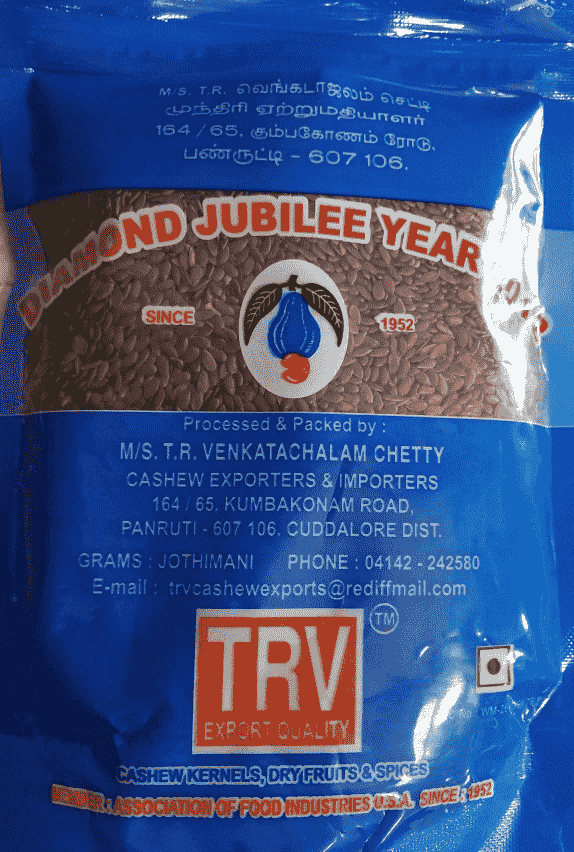 M/S. T.R. வெங்கடாஜலம் செட்டி
முந்திரி ஏற்றுமதியாளர்
164 / 65, கும்பகோணம் ரோடு,
பண்ருட்டி - 607 106.
DIAMOND JUBILEE YEAR
SINCE 1952
Processed & Packed by :
M/S. T.R. VENKATACHALAM CHETTY
CASHEW EXPORTERS & IMPORTERS
164 / 65, KUMBAKONAM ROAD,
PANRUTI - 607 106, CUDDALORE DIST.
GRAMS : JOTHIMANI PHONE : 04142 - 242580
E-mail : trvcashewexports@rediffmail.com
TM
TRV
EXPORT QUALITY
CASHEW KERNELS, DRY FRUITS & SPICES
MEMBER : ASSOCIATION OF FOOD INDUSTRIES U.S.A. SINCE : 1952